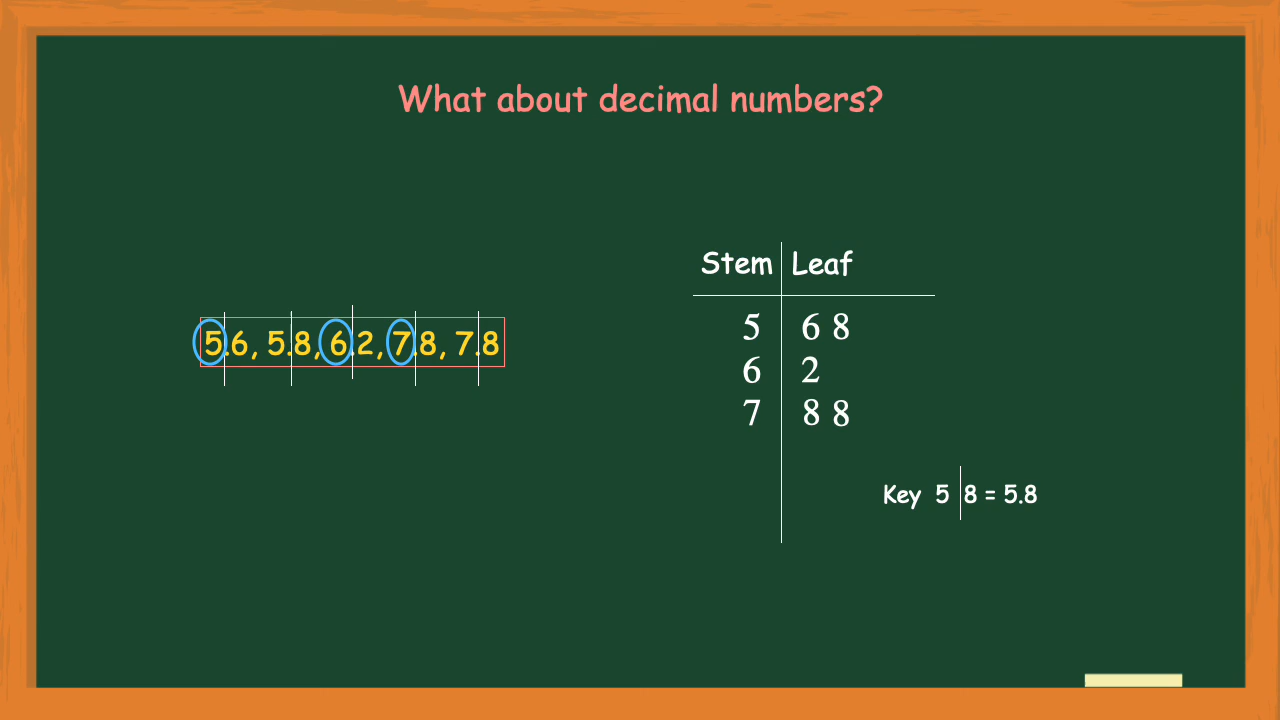 What about decimal numbers?
5.6, 5.8, 6.2, 7.8, 7.8
Stem Leaf
5 6 8
6 2
7 8 8
Key 5 8 = 5.8